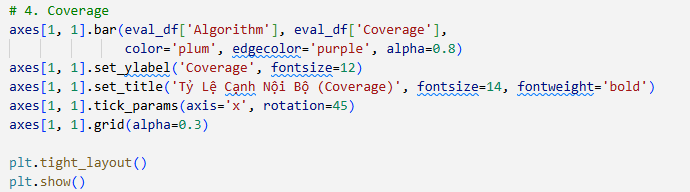 # 4. Coverage
axes[1, 1].bar(eval_df['Algorithm'], eval_df['Coverage'],
               color='plum', edgecolor='purple', alpha=0.8)
axes[1, 1].set_ylabel('Coverage', fontsize=12)
axes[1, 1].set_title('Tỷ Lệ Cạnh Nội Bộ (Coverage)', fontsize=14, fontweight='bold')
axes[1, 1].tick_params(axis='x', rotation=45)
axes[1, 1].grid(alpha=0.3)

plt.tight_layout()
plt.show()